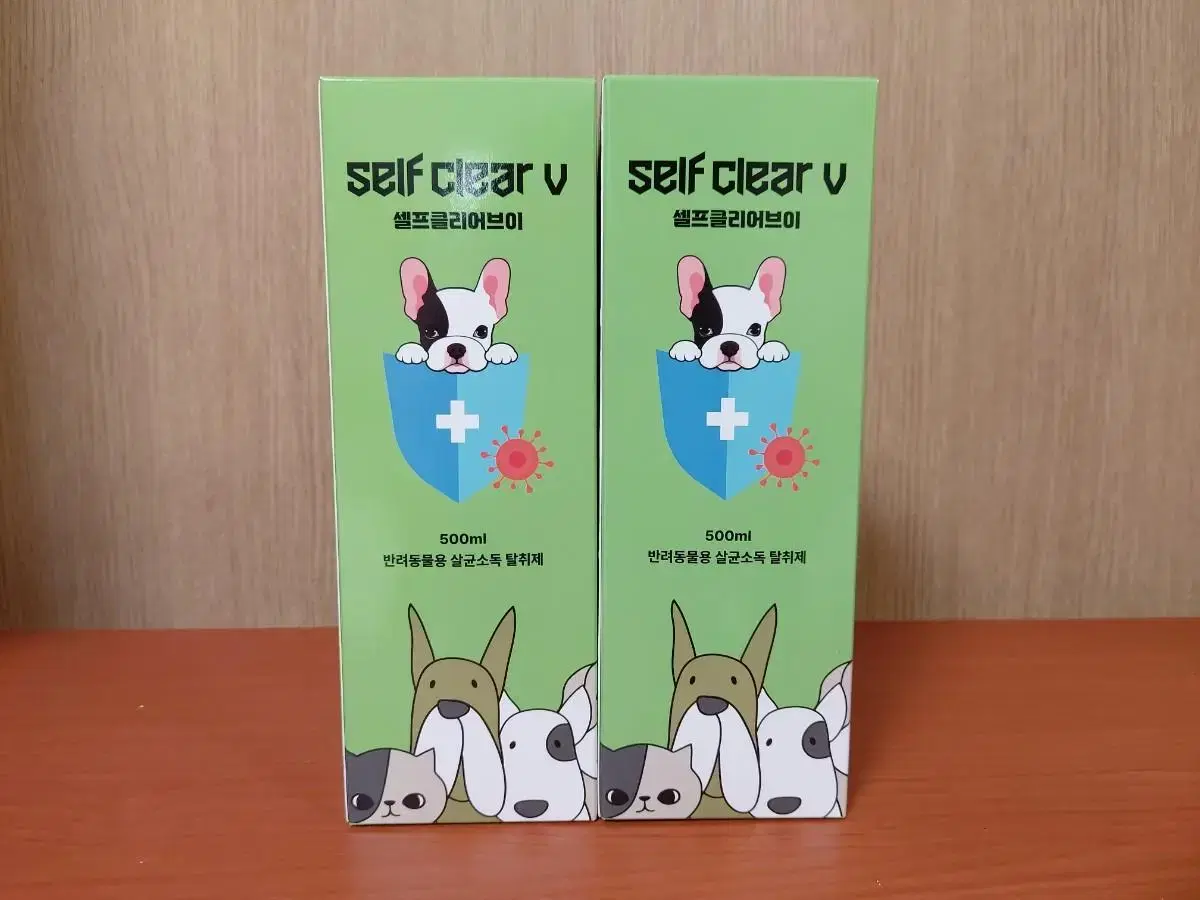 self clear v
셀프클리어브이
500ml
반려동물용 살균소독 탈취제
self clear v
셀프클리어브이
500ml
반려동물용 살균소독 탈취제